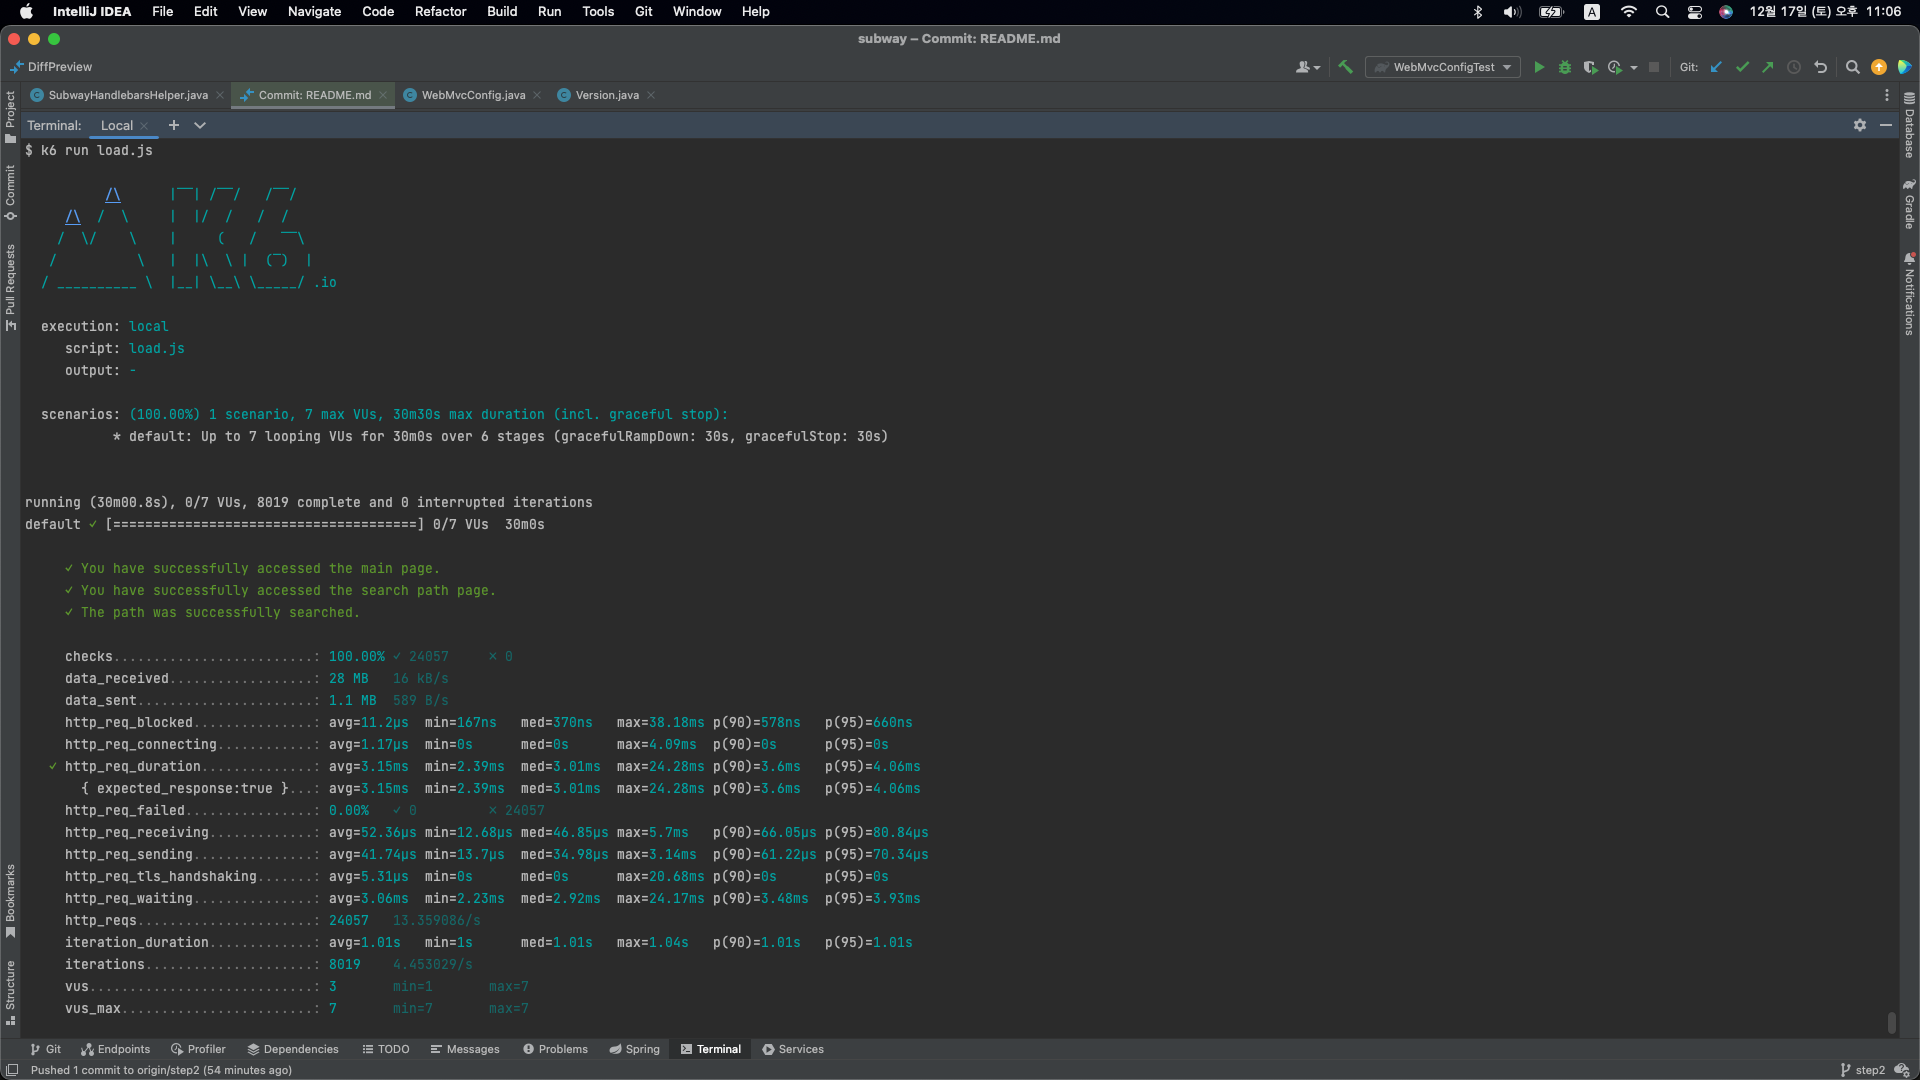 IntelliJ IDEA File Edit View Navigate Code Refactor Build Run Tools Git Window Help A 12월 17일 (토) 오후 11:06
subway – Commit: README.md
DiffPreview WebMvcConfigTest Git:
SubwayHandlebarsHelper.java Commit: README.md WebMvcConfig.java Version.java
Terminal: Local
$ k6 run load.js
          /\      |‾‾| /‾‾/   /‾‾/
     /\  /  \     |  |/  /   /  /
    /  \/    \    |     (   /   ‾‾\
   /          \   |  |\  \ |  (‾)  |
  / __________ \  |__| \__\ \_____/ .io
execution: local
script: load.js
output: -
scenarios: (100.00%) 1 scenario, 7 max VUs, 30m30s max duration (incl. graceful stop):
* default: Up to 7 looping VUs for 30m0s over 6 stages (gracefulRampDown: 30s, gracefulStop: 30s)
running (30m00.8s), 0/7 VUs, 8019 complete and 0 interrupted iterations
default ✓ [======================================] 0/7 VUs  30m0s
✓ You have successfully accessed the main page.
✓ You have successfully accessed the search path page.
✓ The path was successfully searched.
checks.........................: 100.00% ✓ 24057     ✗ 0
data_received..................: 28 MB   16 kB/s
data_sent......................: 1.1 MB  589 B/s
http_req_blocked...............: avg=11.2µs  min=167ns   med=370ns   max=38.18ms p(90)=578ns   p(95)=660ns
http_req_connecting............: avg=1.17µs  min=0s      med=0s      max=4.09ms  p(90)=0s      p(95)=0s
✓ http_req_duration..............: avg=3.15ms  min=2.39ms  med=3.01ms  max=24.28ms p(90)=3.6ms   p(95)=4.06ms
{ expected_response:true }...: avg=3.15ms  min=2.39ms  med=3.01ms  max=24.28ms p(90)=3.6ms   p(95)=4.06ms
http_req_failed................: 0.00%   ✓ 0         ✗ 24057
http_req_receiving.............: avg=52.36µs min=12.68µs med=46.85µs max=5.7ms   p(90)=66.05µs p(95)=80.84µs
http_req_sending...............: avg=41.74µs min=13.7µs  med=34.98µs max=3.14ms  p(90)=61.22µs p(95)=70.34µs
http_req_tls_handshaking.......: avg=5.31µs  min=0s      med=0s      max=20.68ms p(90)=0s      p(95)=0s
http_req_waiting...............: avg=3.06ms  min=2.23ms  med=2.92ms  max=24.17ms p(90)=3.48ms  p(95)=3.93ms
http_reqs......................: 24057   13.359086/s
iteration_duration.............: avg=1.01s   min=1s      med=1.01s   max=1.04s   p(90)=1.01s   p(95)=1.01s
iterations.....................: 8019    4.453029/s
vus............................: 3       min=1       max=7
vus_max........................: 7       min=7       max=7
Project
Commit
Pull Requests
Bookmarks
Structure
Database
Gradle
Notifications
Git Endpoints Profiler Dependencies TODO Messages Problems Spring Terminal Services
Pushed 1 commit to origin/step2 (54 minutes ago) step2